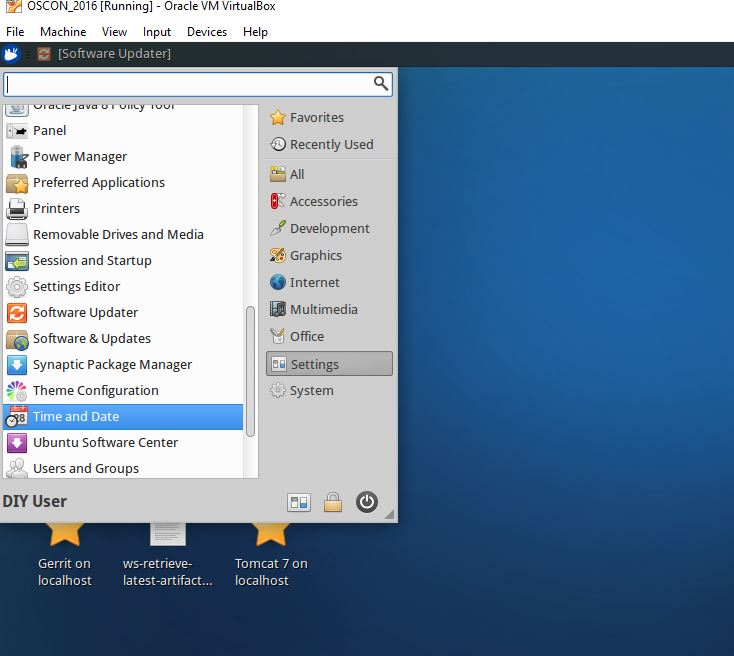 OSCON_2016 [Running] - Oracle VM VirtualBox
File Machine View Input Devices Help
[Software Updater]
Oracle Java 8 Policy Tool
Panel
Power Manager
Preferred Applications
Printers
Removable Drives and Media
Session and Startup
Settings Editor
Software Updater
Software & Updates
Synaptic Package Manager
Theme Configuration
Time and Date
Ubuntu Software Center
Users and Groups
Favorites
Recently Used
All
Accessories
Development
Graphics
Internet
Multimedia
Office
Settings
System
DIY User
Gerrit on
localhost
ws-retrieve-
latest-artifact...
Tomcat 7 on
localhost